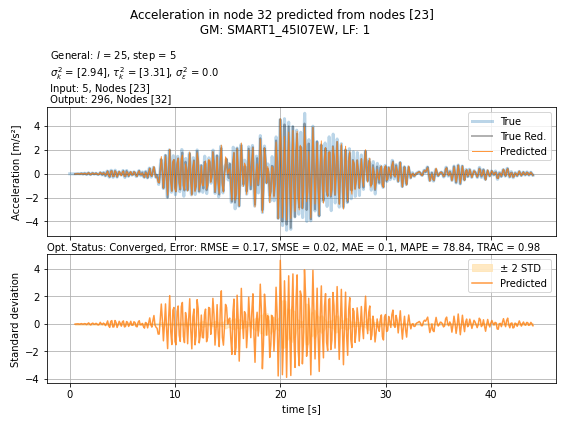 Acceleration in node 32 predicted from nodes [23]
GM: SMART1_45I07EW, LF: 1
General: l = 25, step = 5
σ²ₖ = [2.94], τ²ₖ = [3.31], σ²ε = 0.0
Input: 5, Nodes [23]
Output: 296, Nodes [32]
Acceleration [m/s²]
4
2
0
−2
−4
True
True Red.
Predicted
Opt. Status: Converged, Error: RMSE = 0.17, SMSE = 0.02, MAE = 0.1, MAPE = 78.84, TRAC = 0.98
Standard deviation
4
2
0
−2
−4
± 2 STD
Predicted
0
10
20
30
40
time [s]